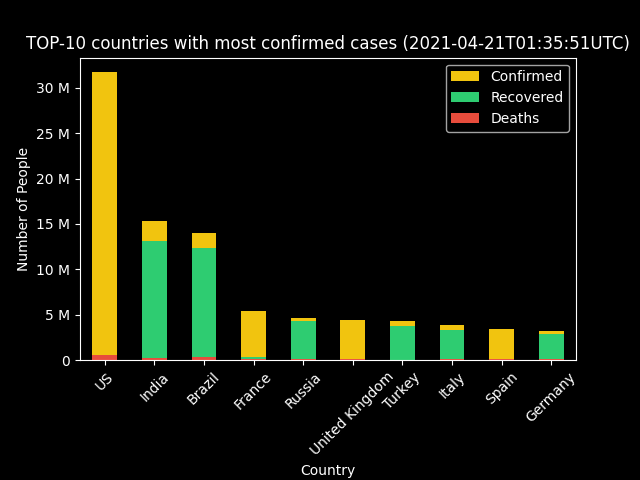 TOP-10 countries with most confirmed cases (2021-04-21T01:35:51UTC)
Confirmed
Recovered
Deaths
Number of People
30 M
25 M
20 M
15 M
10 M
5 M
0
US
India
Brazil
France
Russia
United Kingdom
Turkey
Italy
Spain
Germany
Country